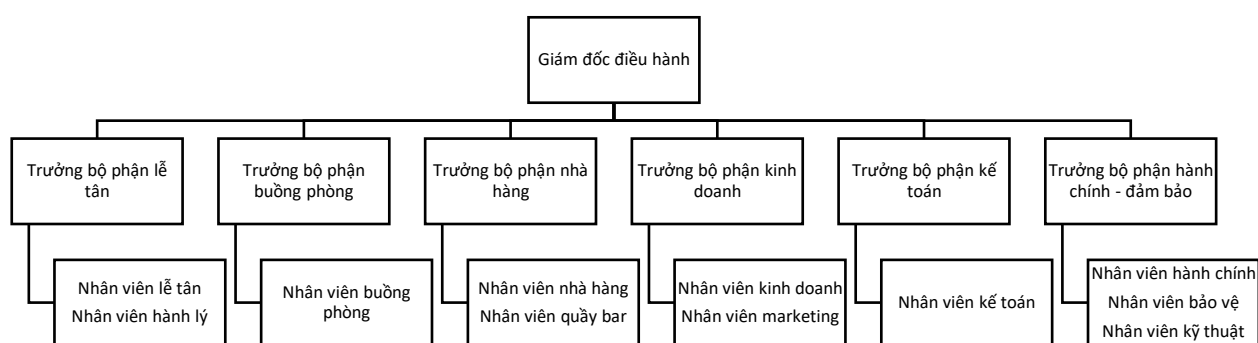 Giám đốc điều hành
Trưởng bộ phận lễ
tân
Trưởng bộ phận
buồng phòng
Trưởng bộ phận nhà
hàng
Trưởng bộ phận kinh
doanh
Trưởng bộ phận kế
toán
Trưởng bộ phận hành
chính - đảm bảo
Nhân viên lễ tân
Nhân viên hành lý
Nhân viên buồng
phòng
Nhân viên nhà hàng
Nhân viên quầy bar
Nhân viên kinh doanh
Nhân viên marketing
Nhân viên kế toán
Nhân viên hành chính
Nhân viên bảo vệ
Nhân viên kỹ thuật